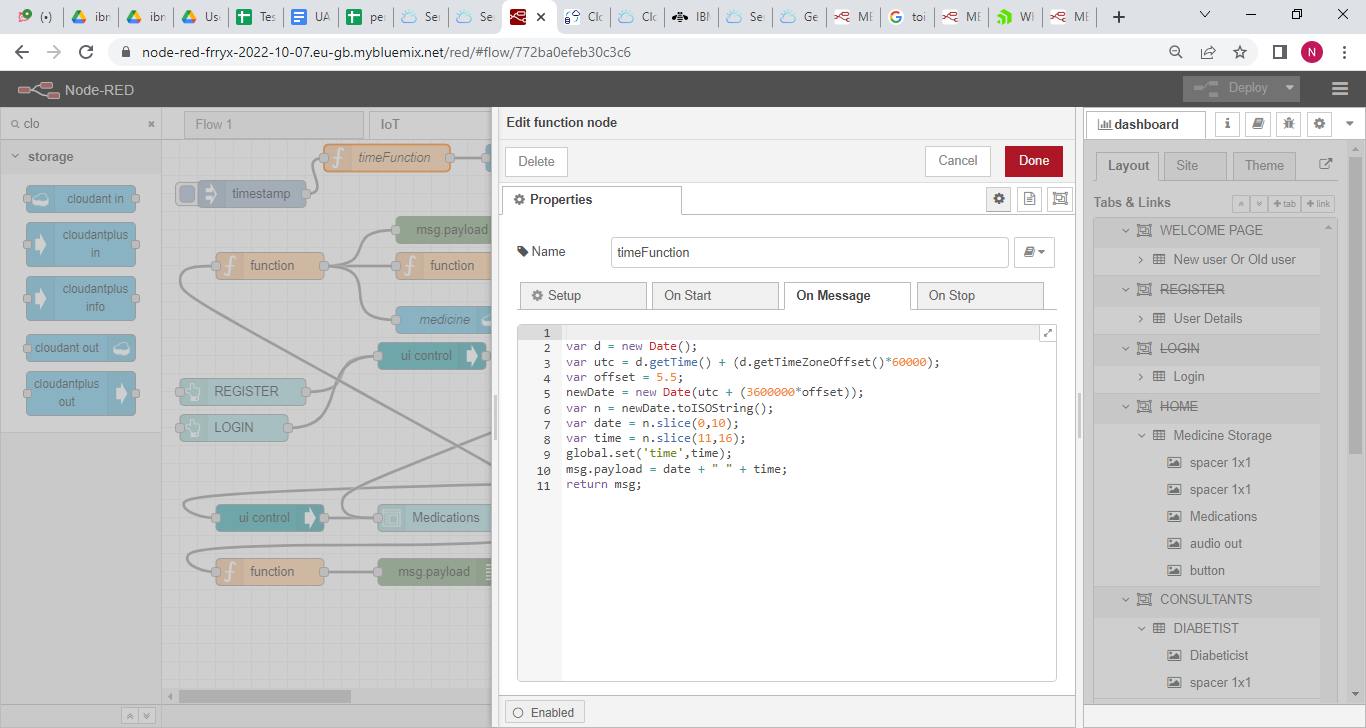 (•)
ibn
ibn
Use
Tes
UA
per
Ser
Se
Clo
Clo
IBM
Se
Ge
ME
toi
ME
WI
ME
node-red-frryx-2022-10-07.eu-gb.mybluemix.net/red/#flow/772ba0efeb30c3c6
N
Node-RED
Deploy
clo
storage
cloudant in
cloudantplus
in
cloudantplus
info
cloudant out
cloudantplus
out
Flow 1
IoT
timeFunction
timestamp
msg.payload
function
function
medicine
ui control
REGISTER
LOGIN
ui control
Medications
function
msg.payload
Edit function node
Delete
Cancel
Done
Properties
Name
timeFunction
Setup
On Start
On Message
On Stop
1
2 var d = new Date();
3 var utc = d.getTime() + (d.getTimeZoneOffset()*60000);
4 var offset = 5.5;
5 newDate = new Date(utc + (3600000*offset));
6 var n = newDate.toISOString();
7 var date = n.slice(0,10);
8 var time = n.slice(11,16);
9 global.set('time',time);
10 msg.payload = date + " " + time;
11 return msg;
Enabled
dashboard
Layout
Site
Theme
Tabs & Links
+ tab
+ link
WELCOME PAGE
New user Or Old user
REGISTER
User Details
LOGIN
Login
HOME
Medicine Storage
spacer 1x1
spacer 1x1
Medications
audio out
button
CONSULTANTS
DIABETIST
Diabeticist
spacer 1x1